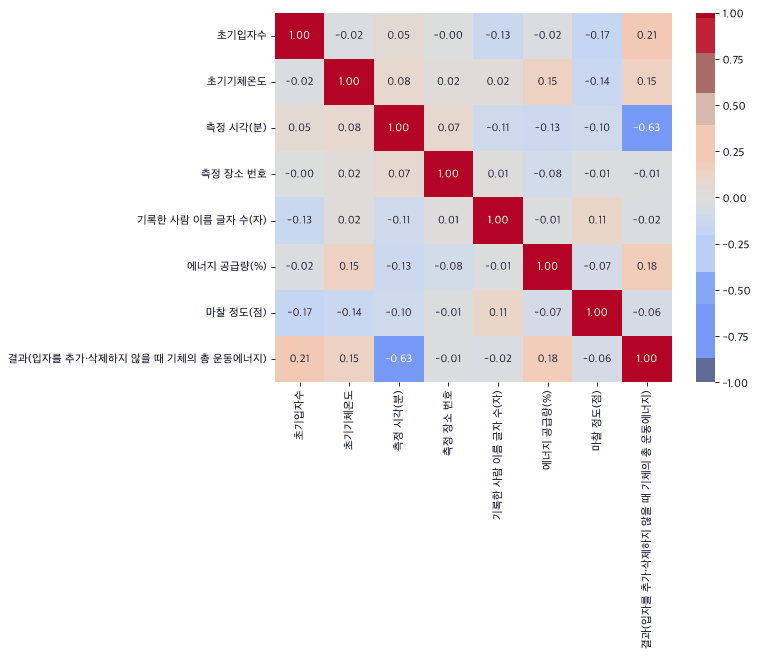 초기입자수 1.00 -0.02 0.05 -0.00 -0.13 -0.02 -0.17 0.21
초기기체온도 -0.02 1.00 0.08 0.02 0.02 0.15 -0.14 0.15
측정 시각(분) 0.05 0.08 1.00 0.07 -0.11 -0.13 -0.10 -0.63
측정 장소 번호 -0.00 0.02 0.07 1.00 0.01 -0.08 -0.01 -0.01
기록한 사람 이름 글자 수(자) -0.13 0.02 -0.11 0.01 1.00 -0.01 0.11 -0.02
에너지 공급량(%) -0.02 0.15 -0.13 -0.08 -0.01 1.00 -0.07 0.18
마찰 정도(점) -0.17 -0.14 -0.10 -0.01 0.11 -0.07 1.00 -0.06
결과(입자를 추가·삭제하지 않을 때 기체의 총 운동에너지) 0.21 0.15 -0.63 -0.01 -0.02 0.18 -0.06 1.00
초기입자수
초기기체온도
측정 시각(분)
측정 장소 번호
기록한 사람 이름 글자 수(자)
에너지 공급량(%)
마찰 정도(점)
결과(입자를 추가·삭제하지 않을 때 기체의 총 운동에너지)
1.00
0.75
0.50
0.25
0.00
-0.25
-0.50
-0.75
-1.00